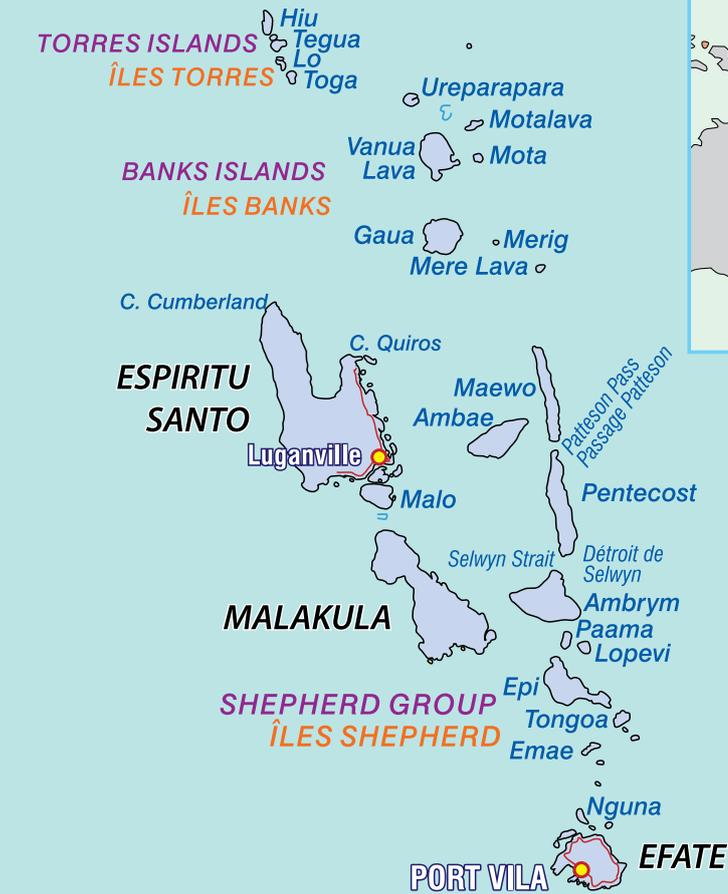 Hiu
TORRES ISLANDS
Tegua
Lo
ÎLES TORRES
Toga
Ureparapara
Motalava
Vanua
Lava
Mota
BANKS ISLANDS
ÎLES BANKS
Gaua
Merig
Mere Lava
C. Cumberland
C. Quiros
ESPIRITU
SANTO
Maewo
Patteson Pass
Passage Patteson
Ambae
Luganville
Malo
Pentecost
Selwyn Strait
Détroit de
Selwyn
MALAKULA
Ambrym
Paama
Lopevi
SHEPHERD GROUP
ÎLES SHEPHERD
Epi
Tongoa
Emae
Nguna
EFATE
PORT VILA